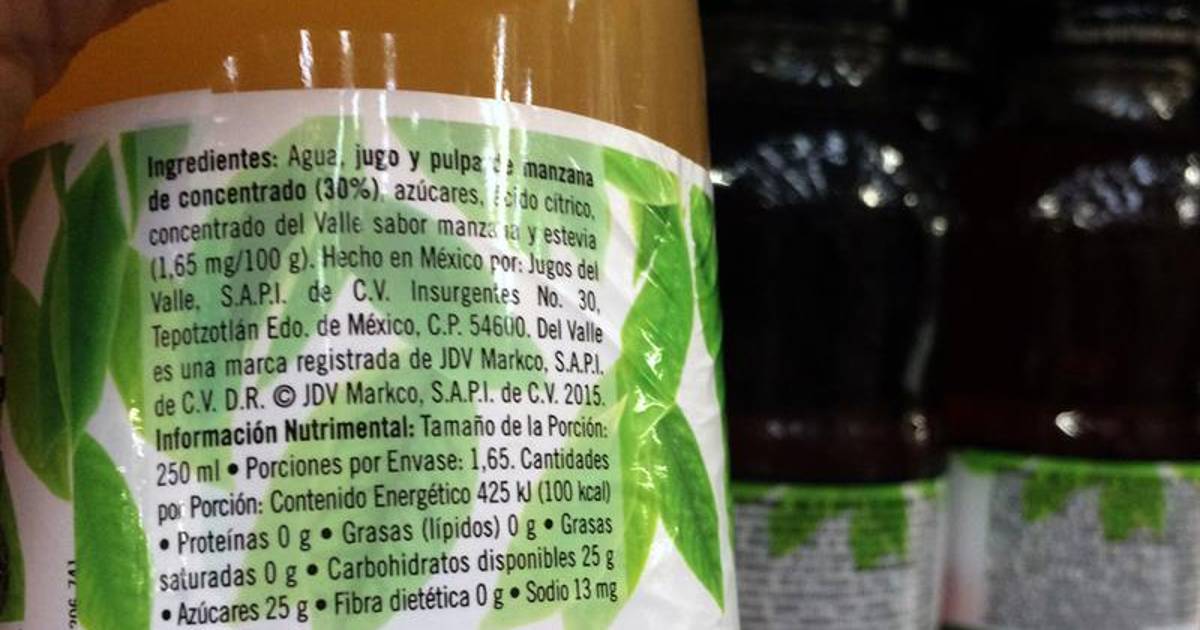 Ingredientes: Agua, jugo y pulpa de manzana
de concentrado (30%), azúcares, ácido cítrico,
concentrado del Valle sabor manzana y estevia
(1,65 mg/100 g). Hecho en México por: Jugos del
Valle, S.A.P.I. de C.V. Insurgentes No. 30,
Tepotzotlán Edo. de México, C.P. 54600. Del Valle
es una marca registrada de JDV Markco, S.A.P.I.
de C.V. D.R. © JDV Markco, S.A.P.I. de C.V. 2015.
Información Nutrimental: Tamaño de la Porción:
250 ml • Porciones por Envase: 1,65. Cantidades
por Porción: Contenido Energético 425 kJ (100 kcal)
• Proteínas 0 g • Grasas (lípidos) 0 g • Grasas
saturadas 0 g • Carbohidratos disponibles 25 g
• Azúcares 25 g • Fibra dietética 0 g • Sodio 13 mg